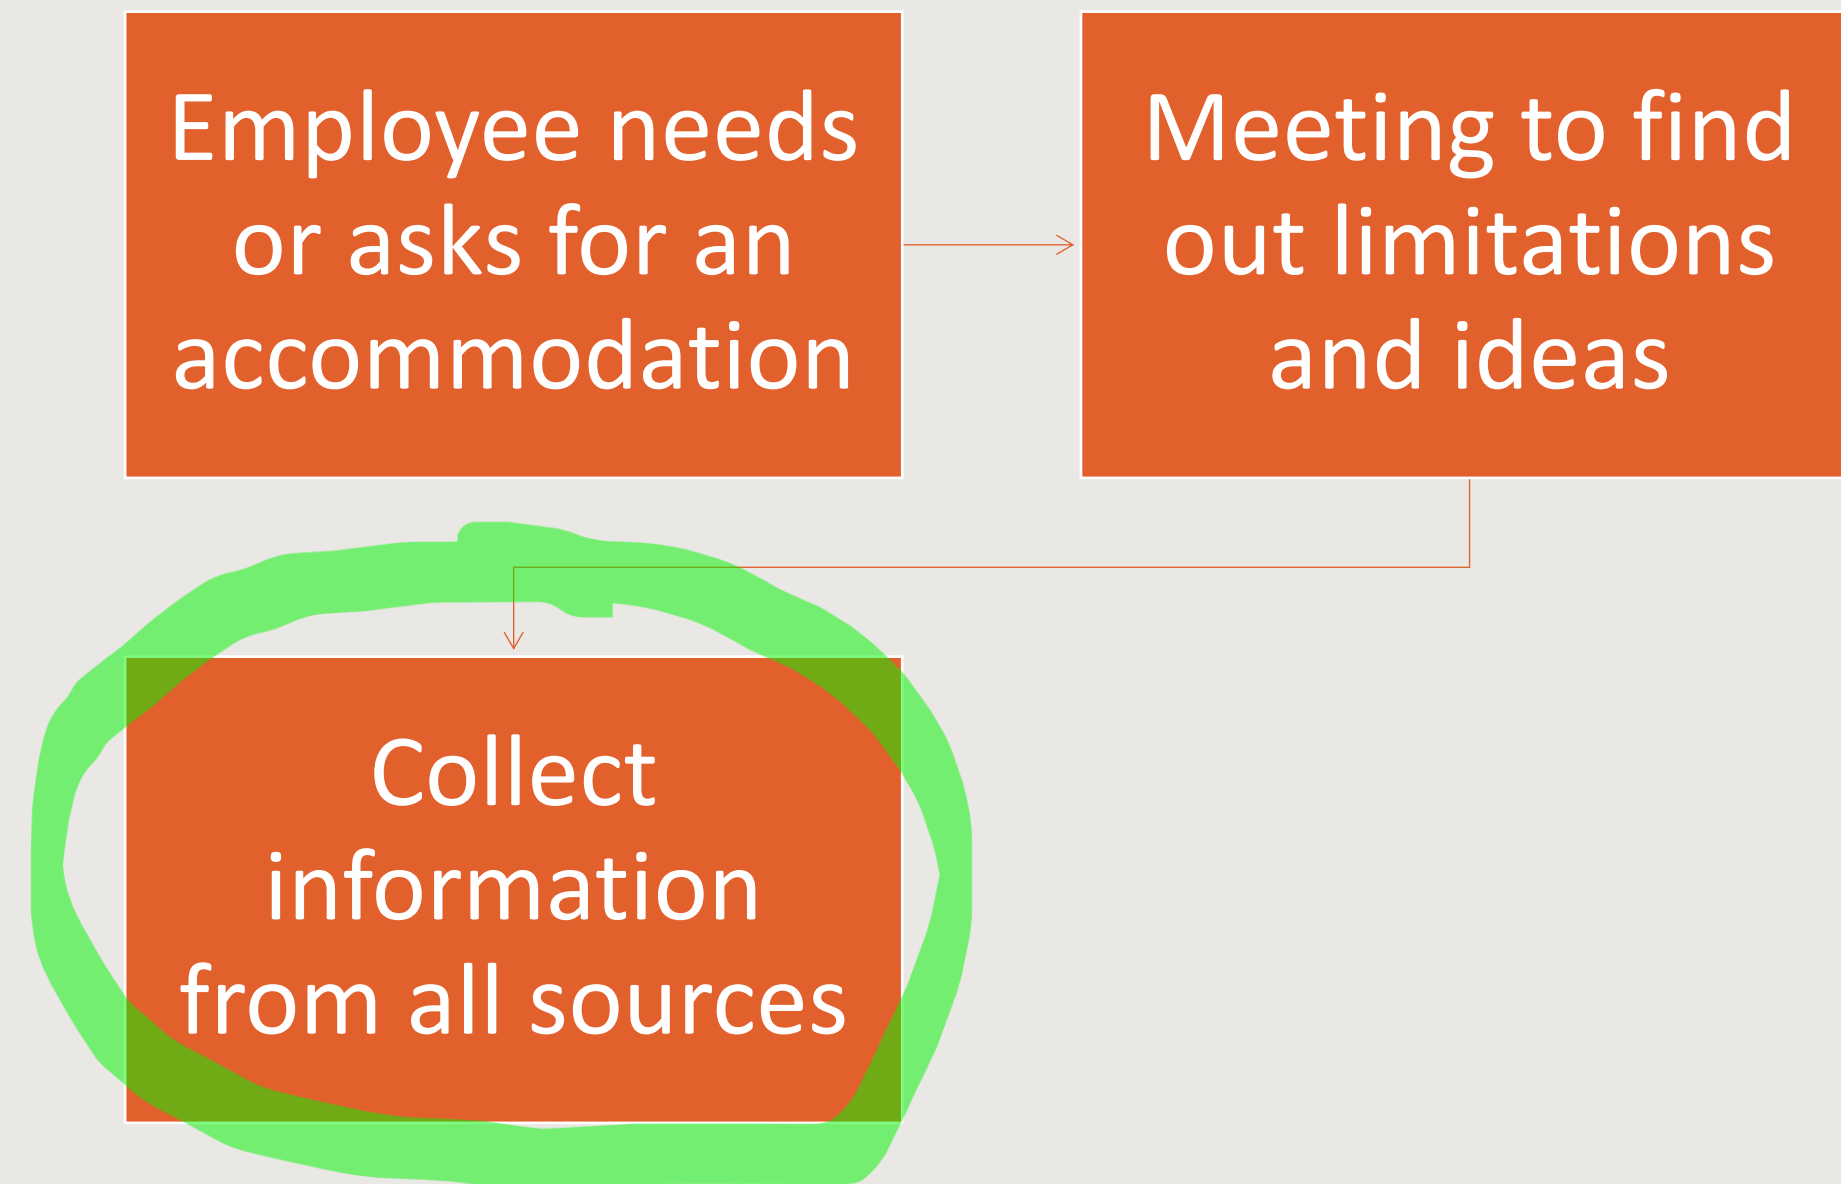 Employee needs
or asks for an
accommodation
Meeting to find
out limitations
and ideas
Collect
information
from all sources